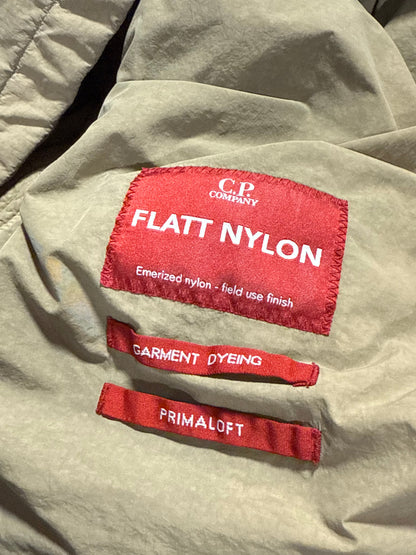 C.P.
COMPANY
FLATT NYLON
Emerized nylon - field use finish
GARMENT DYEING
PRIMALOFT